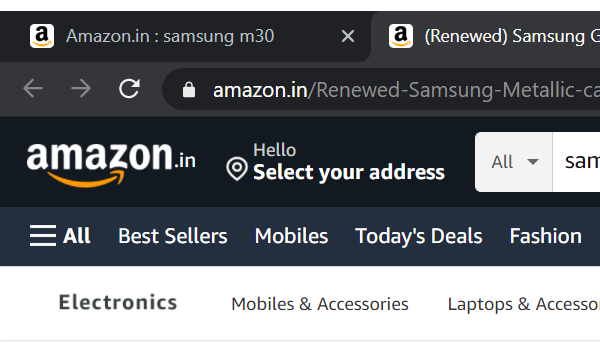 Amazon.in : samsung m30
(Renewed) Samsung G
amazon.in/Renewed-Samsung-Metallic-ca
amazon.in
Hello
Select your address
All
sam
All Best Sellers Mobiles Today's Deals Fashion
Electronics Mobiles & Accessories Laptops & Accesso